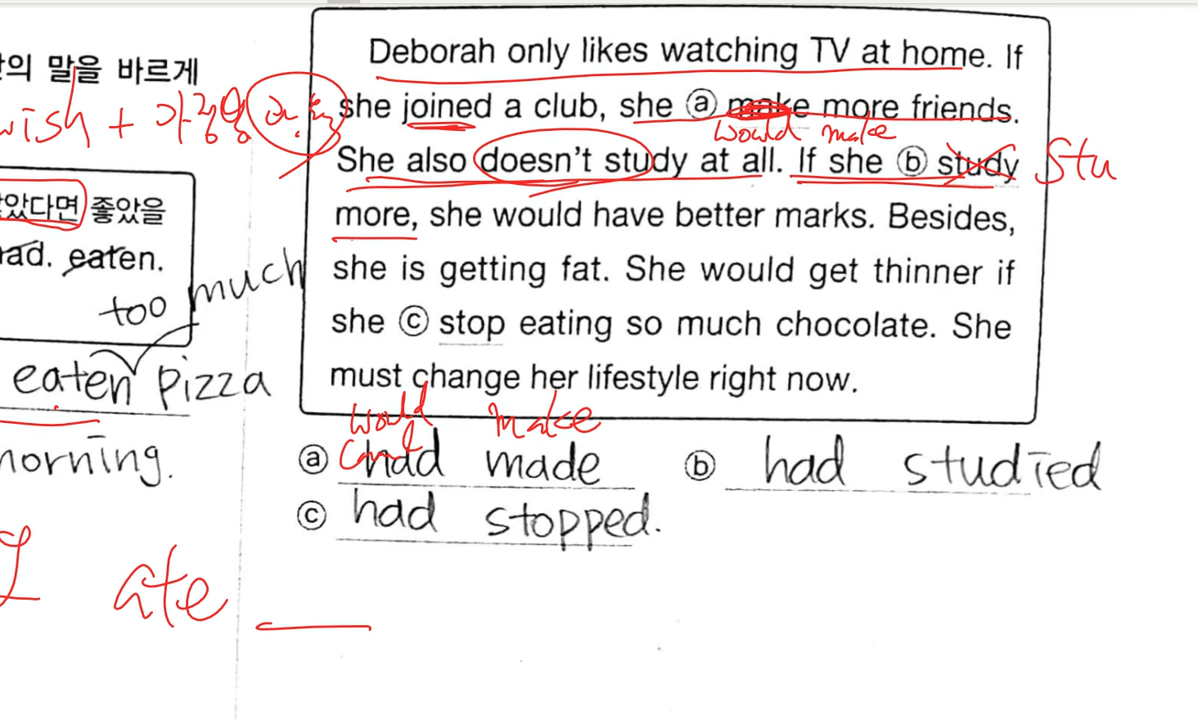 말을 바르게
wish + 가정법 과
았다면 좋았을
had. eaten.
too much
eaten pizza
morning.
I ate
Deborah only likes watching TV at home. If
she joined a club, she ⓐ make more friends.
would make
She also doesn't study at all. If she ⓑ study stu
more, she would have better marks. Besides,
she is getting fat. She would get thinner if
she ⓒ stop eating so much chocolate. She
must change her lifestyle right now.
would make
ⓐ had made ⓑ had studied
ⓒ had stopped.